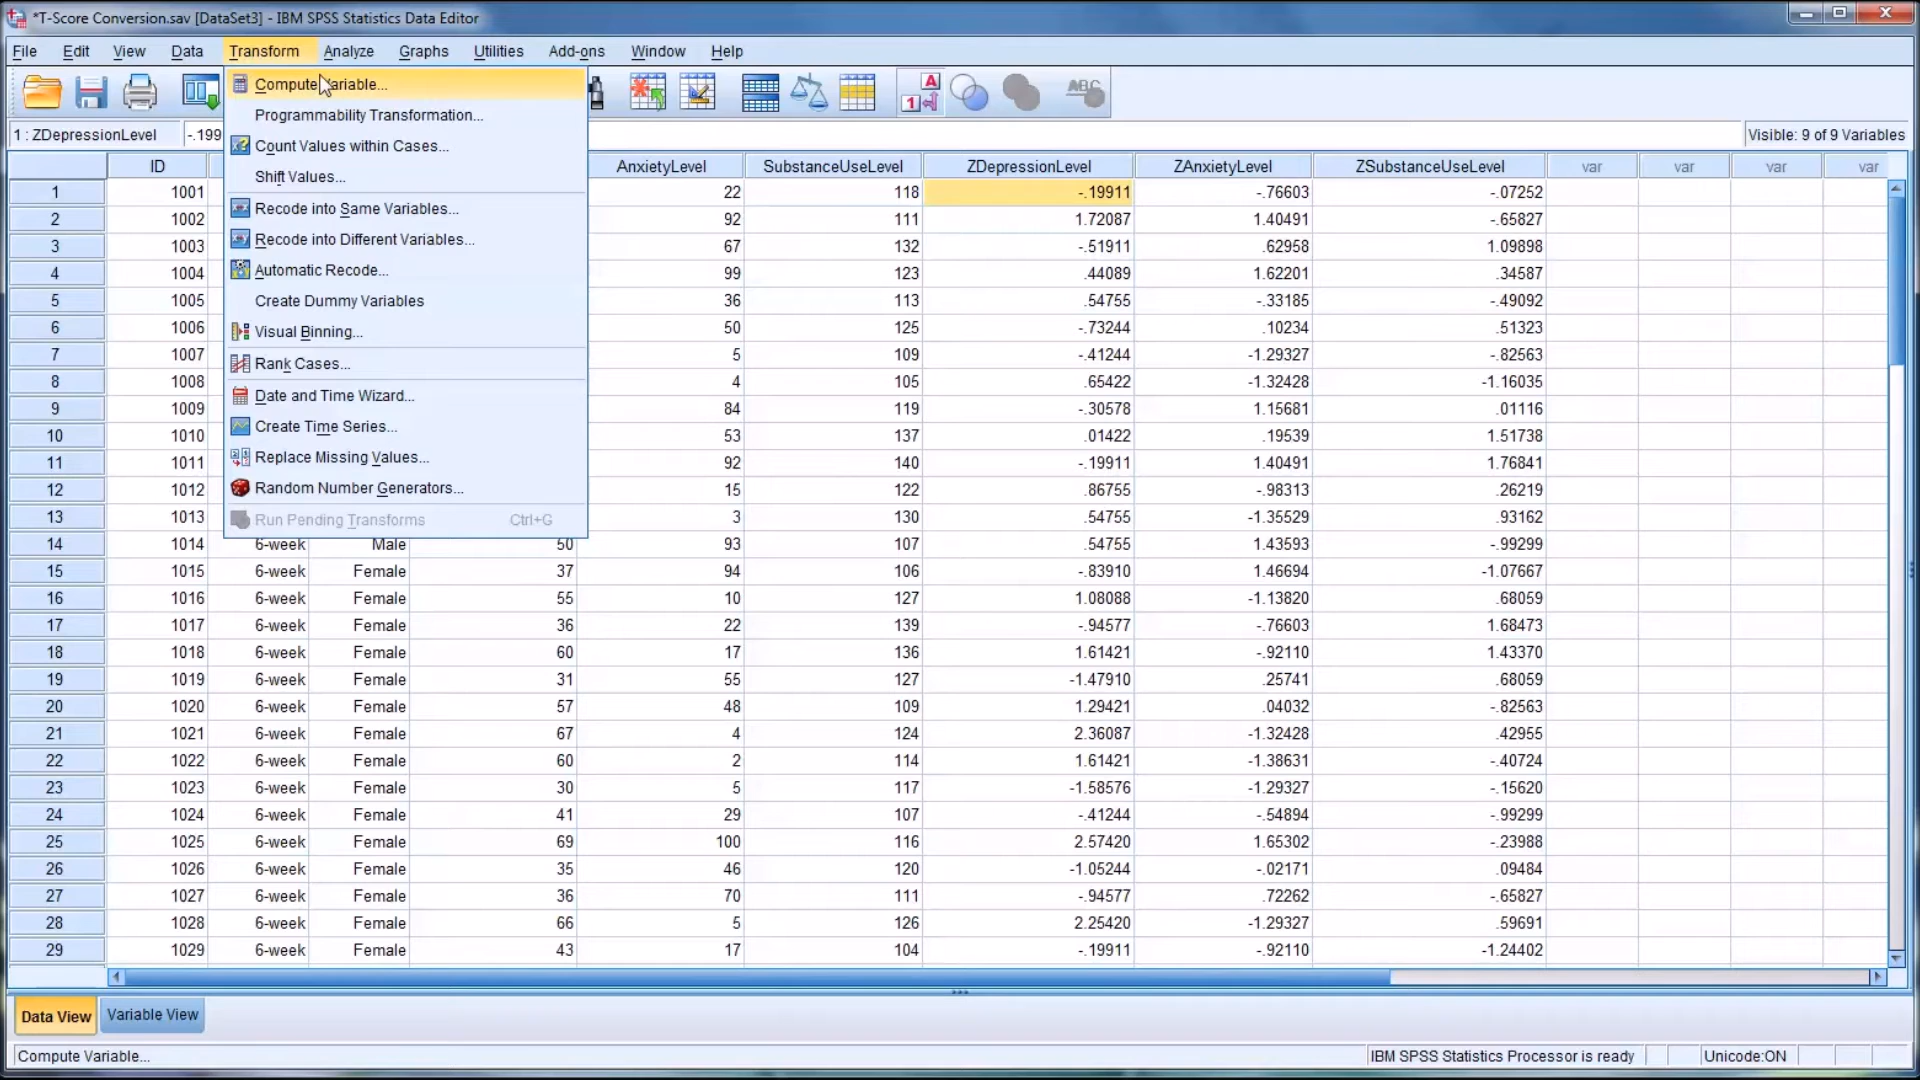 *T-Score Conversion.sav [DataSet3] - IBM SPSS Statistics Data Editor
File Edit View Data Transform Analyze Graphs Utilities Add-ons Window Help
Compute Variable...
Programmability Transformation...
Count Values within Cases...
Shift Values...
Recode into Same Variables...
Recode into Different Variables...
Automatic Recode...
Create Dummy Variables
Visual Binning...
Rank Cases...
Date and Time Wizard...
Create Time Series...
Replace Missing Values...
Random Number Generators...
Run Pending Transforms Ctrl+G
A
1
ABC
1 : ZDepressionLevel -.199 Visible: 9 of 9 Variables
ID AnxietyLevel SubstanceUseLevel ZDepressionLevel ZAnxietyLevel ZSubstanceUseLevel var var var var
1 1001 22 118 -.19911 -.76603 -.07252
2 1002 92 111 1.72087 1.40491 -.65827
3 1003 67 132 -.51911 .62958 1.09898
4 1004 99 123 .44089 1.62201 .34587
5 1005 36 113 .54755 -.33185 -.49092
6 1006 50 125 -.73244 .10234 .51323
7 1007 5 109 -.41244 -1.29327 -.82563
8 1008 4 105 .65422 -1.32428 -1.16035
9 1009 84 119 -.30578 1.15681 .01116
10 1010 53 137 .01422 .19539 1.51738
11 1011 92 140 -.19911 1.40491 1.76841
12 1012 15 122 .86755 -.98313 .26219
13 1013 3 130 .54755 -1.35529 .93162
14 1014 6-week Male 50 93 107 .54755 1.43593 -.99299
15 1015 6-week Female 37 94 106 -.83910 1.46694 -1.07667
16 1016 6-week Female 55 10 127 1.08088 -1.13820 .68059
17 1017 6-week Female 36 22 139 -.94577 -.76603 1.68473
18 1018 6-week Female 60 17 136 1.61421 -.92110 1.43370
19 1019 6-week Female 31 55 127 -1.47910 .25741 .68059
20 1020 6-week Female 57 48 109 1.29421 .04032 -.82563
21 1021 6-week Female 67 4 124 2.36087 -1.32428 .42955
22 1022 6-week Female 60 2 114 1.61421 -1.38631 -.40724
23 1023 6-week Female 30 5 117 -1.58576 -1.29327 -.15620
24 1024 6-week Female 41 29 107 -.41244 -.54894 -.99299
25 1025 6-week Female 69 100 116 2.57420 1.65302 -.23988
26 1026 6-week Female 35 46 120 -1.05244 -.02171 .09484
27 1027 6-week Female 36 70 111 -.94577 .72262 -.65827
28 1028 6-week Female 66 5 126 2.25420 -1.29327 .59691
29 1029 6-week Female 43 17 104 -.19911 -.92110 -1.24402
Data View Variable View
Compute Variable... IBM SPSS Statistics Processor is ready Unicode:ON